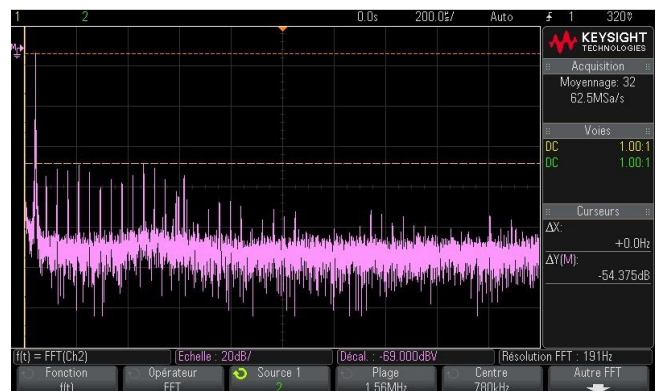 1 2 0.0s 200.0㎲/ Auto 1 320
KEYSIGHT
TECHNOLOGIES
Acquisition
Moyennage: 32
62.5MSa/s
Voies
DC 1.00:1
DC 1.00:1
Curseurs
ΔX:
+0.0Hz
ΔY(M):
-54.375dB
f(t) = FFT(Ch2) Echelle : 20dB/ Décal. : -69.000dBV Résolution FFT : 191Hz
Fonction Opérateur Source 1 Plage Centre Autre FFT
f(t) FFT 2 1.56MHz 780kHz